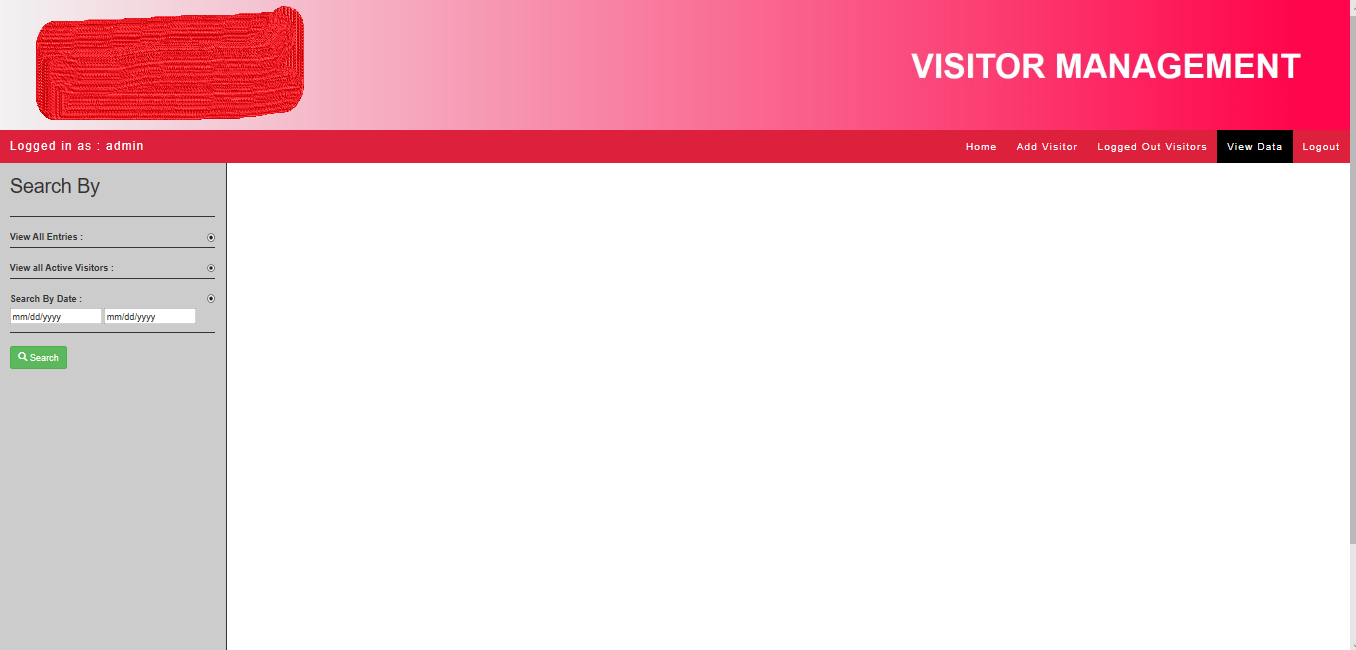 VISITOR MANAGEMENT
Logged in as : admin
Home Add Visitor Logged Out Visitors View Data Logout
Search By
View All Entries :
View all Active Visitors :
Search By Date :
mm/dd/yyyy mm/dd/yyyy
Search